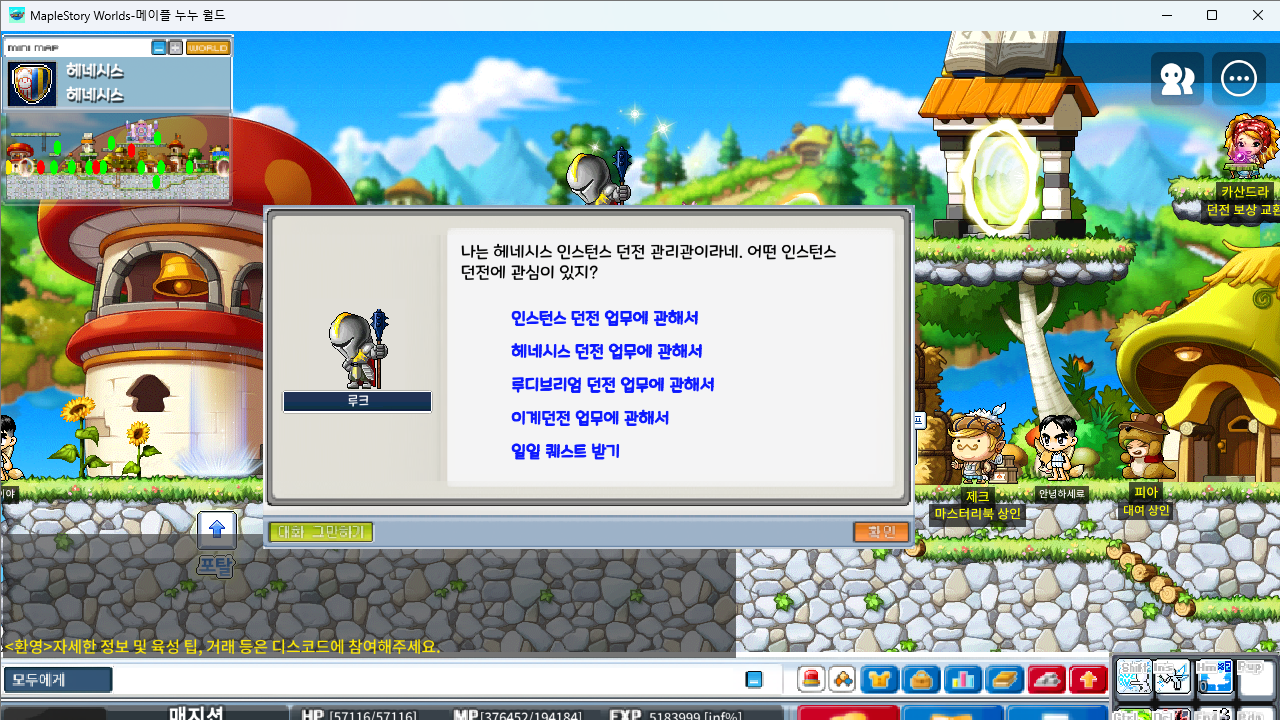 MapleStory Worlds-메이플 누누 월드
MINI MAP
WORLD
헤네시스
헤네시스
카산드라
던전 보상 교환
나는 헤네시스 인스턴스 던전 관리관이라네. 어떤 인스턴스
던전에 관심이 있지?
인스턴스 던전 업무에 관해서
헤네시스 던전 업무에 관해서
루디브리엄 던전 업무에 관해서
이계던전 업무에 관해서
일일 퀘스트 받기
루크
대화 그만하기
확인
제크
마스터리북 상인
안녕하세로
피아
대여 상인
포탈
<환영>자세한 정보 및 육성 팁, 거래 등은 디스코드에 참여해주세요.
모두에게
매지션
HP [57116/57116]
MP [376452/194184]
EXP 5183999 [inf%]
Shift
Ins
Hm
Pup